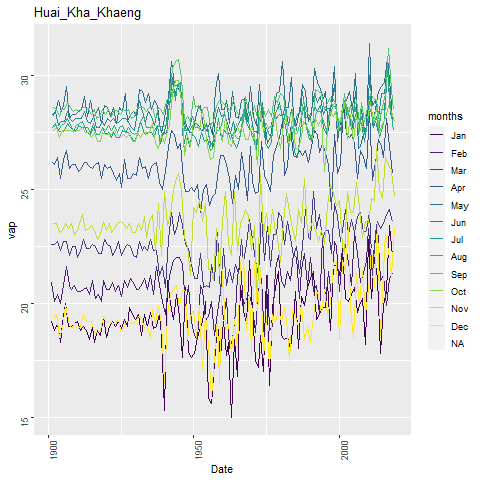 Huai_Kha_Khaeng
30
25
20
15
vap
1900
1950
2000
Date
months
Jan
Feb
Mar
Apr
May
Jun
Jul
Aug
Sep
Oct
Nov
Dec
NA